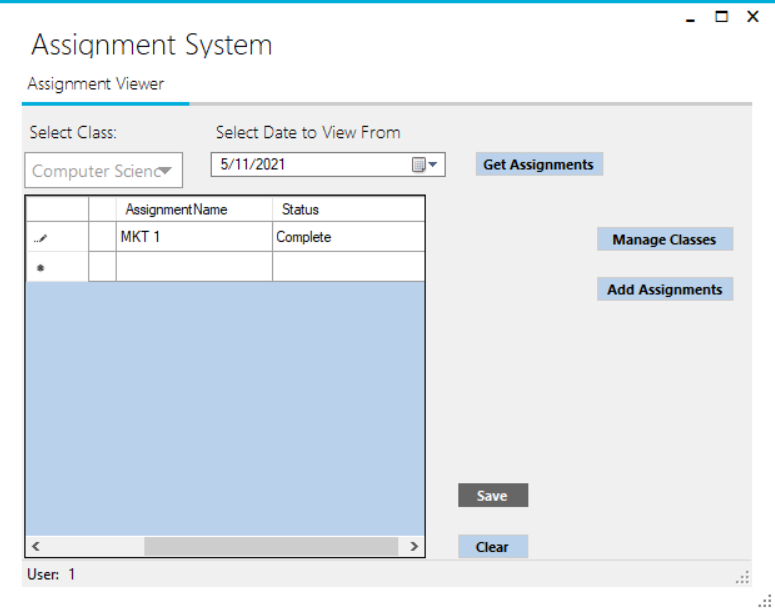 Assignment System
Assignment Viewer
Select Class:
Select Date to View From
Computer Scienc
5/11/2021
Get Assignments
AssignmentName
Status
MKT 1
Complete
Manage Classes
Add Assignments
Save
Clear
User: 1